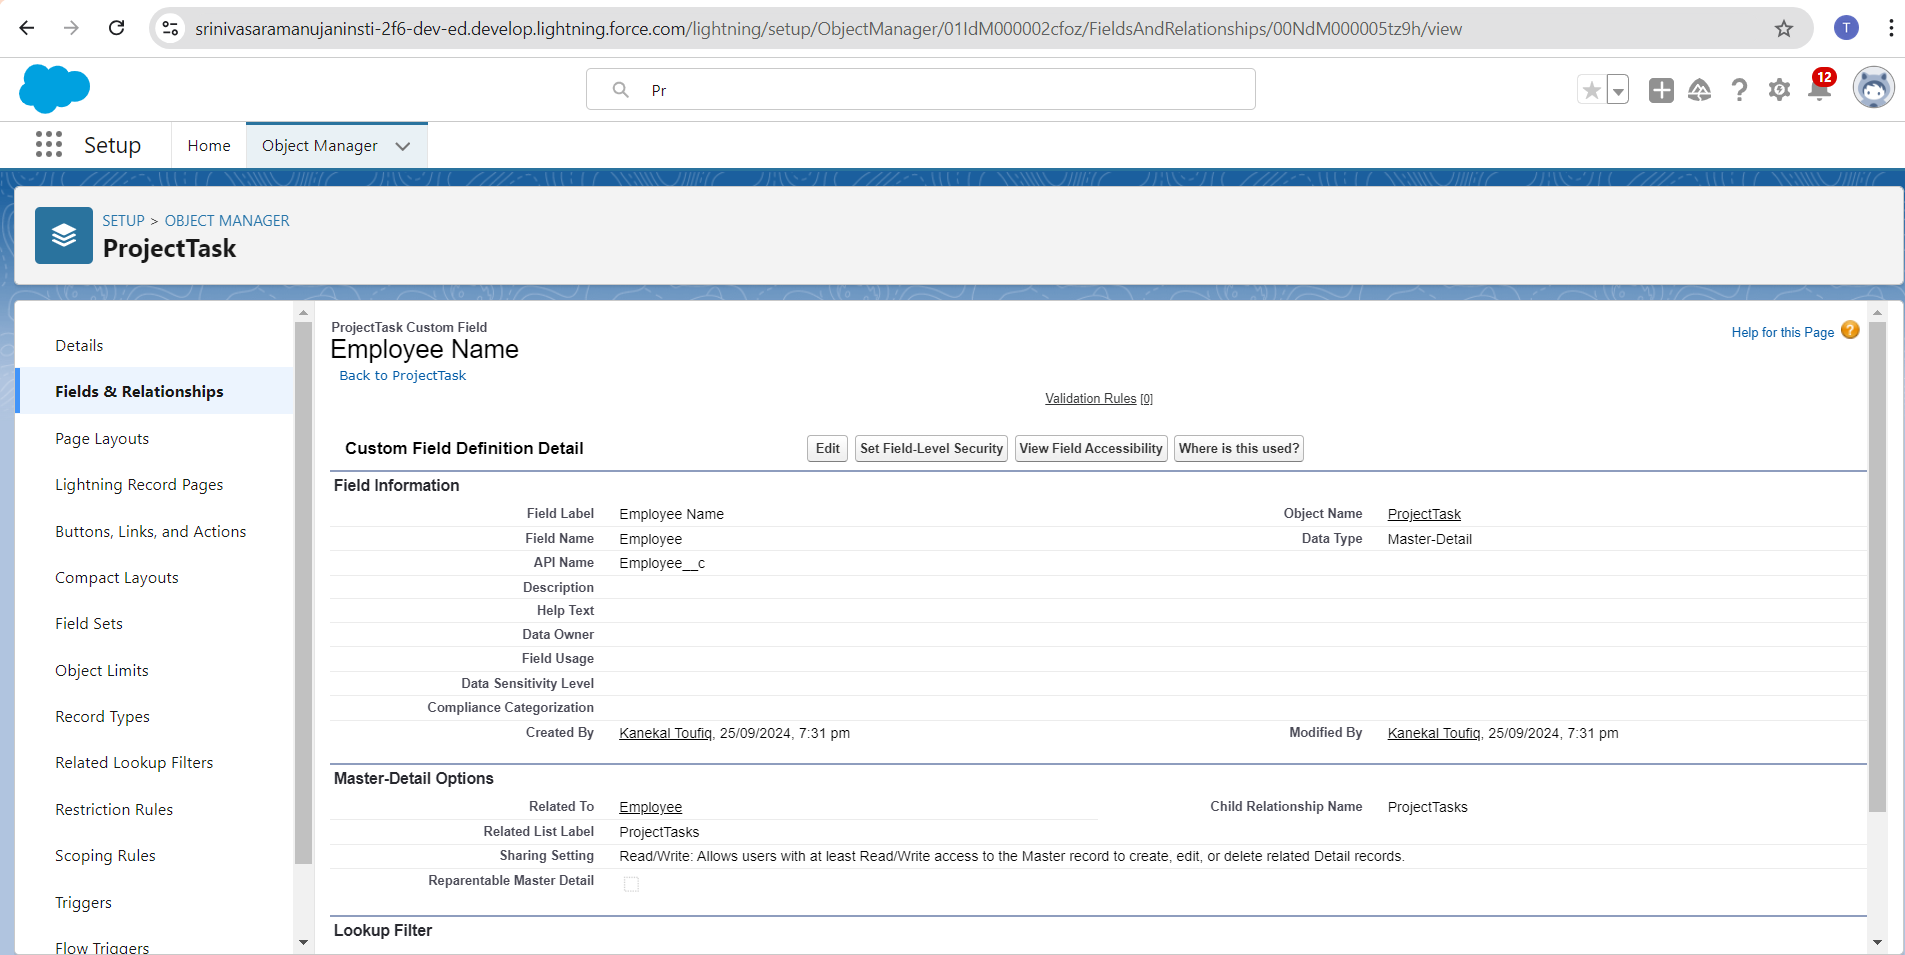 srinivasaramanujaninsti-2f6-dev-ed.develop.lightning.force.com/lightning/setup/ObjectManager/01IdM000002cfoz/FieldsAndRelationships/00NdM000005tz9h/view
T
Pr
12
Setup
Home
Object Manager
SETUP > OBJECT MANAGER
ProjectTask
Details
Fields & Relationships
Page Layouts
Lightning Record Pages
Buttons, Links, and Actions
Compact Layouts
Field Sets
Object Limits
Record Types
Related Lookup Filters
Restriction Rules
Scoping Rules
Triggers
Flow Triggers
ProjectTask Custom Field
Employee Name
Back to ProjectTask
Help for this Page ?
Validation Rules [0]
Custom Field Definition Detail
Edit
Set Field-Level Security
View Field Accessibility
Where is this used?
Field Information
Field Label Employee Name
Object Name ProjectTask
Field Name Employee
Data Type Master-Detail
API Name Employee__c
Description
Help Text
Data Owner
Field Usage
Data Sensitivity Level
Compliance Categorization
Created By Kanekal Toufiq, 25/09/2024, 7:31 pm
Modified By Kanekal Toufiq, 25/09/2024, 7:31 pm
Master-Detail Options
Related To Employee
Child Relationship Name ProjectTasks
Related List Label ProjectTasks
Sharing Setting Read/Write: Allows users with at least Read/Write access to the Master record to create, edit, or delete related Detail records.
Reparentable Master Detail
Lookup Filter